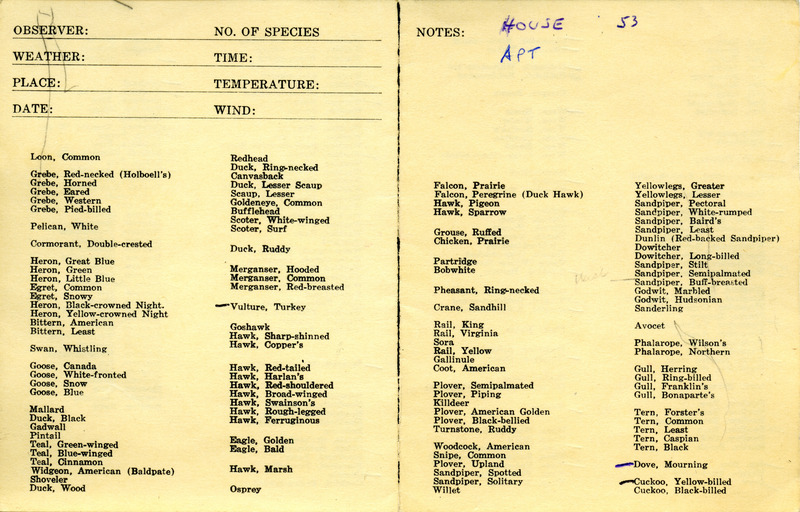 OBSERVER: NO. OF SPECIES
WEATHER: TIME:
PLACE: TEMPERATURE:
DATE: WIND:
Loon, Common
Grebe, Red-necked (Holboell's)
Grebe, Horned
Grebe, Eared
Grebe, Western
Grebe, Pied-billed
Pelican, White
Cormorant, Double-crested
Heron, Great Blue
Heron, Green
Heron, Little Blue
Egret, Common
Egret, Snowy
Heron, Black-crowned Night.
Heron, Yellow-crowned Night
Bittern, American
Bittern, Least
Swan, Whistling
Goose, Canada
Goose, White-fronted
Goose, Snow
Goose, Blue
Mallard
Duck, Black
Gadwall
Pintail
Teal, Green-winged
Teal, Blue-winged
Teal, Cinnamon
Widgeon, American (Baldpate)
Shoveler
Duck, Wood
Redhead
Duck, Ring-necked
Canvasback
Duck, Lesser Scaup
Scaup, Lesser
Goldeneye, Common
Bufflehead
Scoter, White-winged
Scoter, Surf
Duck, Ruddy
Merganser, Hooded
Merganser, Common
Merganser, Red-breasted
Vulture, Turkey
Goshawk
Hawk, Sharp-shinned
Hawk, Copper's
Hawk, Red-tailed
Hawk, Harlan's
Hawk, Red-shouldered
Hawk, Broad-winged
Hawk, Swainson's
Hawk, Rough-legged
Hawk, Ferruginous
Eagle, Golden
Eagle, Bald
Hawk, Marsh
Osprey
NOTES: HOUSE 53
APT
Falcon, Prairie
Falcon, Peregrine (Duck Hawk)
Hawk, Pigeon
Hawk, Sparrow
Grouse, Ruffed
Chicken, Prairie
Partridge
Bobwhite
Pheasant, Ring-necked
Crane, Sandhill
Rail, King
Rail, Virginia
Sora
Rail, Yellow
Gallinule
Coot, American
Plover, Semipalmated
Plover, Piping
Killdeer
Plover, American Golden
Plover, Black-bellied
Turnstone, Ruddy
Woodcock, American
Snipe, Common
Plover, Upland
Sandpiper, Spotted
Sandpiper, Solitary
Willet
Yellowlegs, Greater
Yellowlegs, Lesser
Sandpiper, Pectoral
Sandpiper, White-rumped
Sandpiper, Baird's
Sandpiper, Least
Dunlin (Red-backed Sandpiper)
Dowitcher
Dowitcher, Long-billed
Sandpiper, Stilt
Sandpiper, Semipalmated
Sandpiper, Buff-breasted
Godwit, Marbled
Godwit, Hudsonian
Sanderling
Avocet
Phalarope, Wilson's
Phalarope, Northern
Gull, Herring
Gull, Ring-billed
Gull, Franklin's
Gull, Bonaparte's
Tern, Forster's
Tern, Common
Tern, Least
Tern, Caspian
Tern, Black
Dove, Mourning
Cuckoo, Yellow-billed
Cuckoo, Black-billed